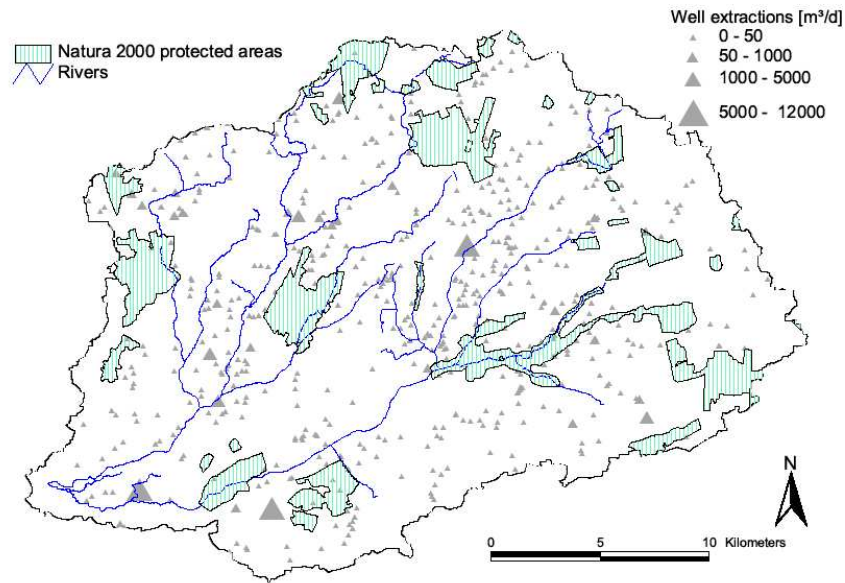 Natura 2000 protected areas
Rivers
Well extractions [m³/d]
0 - 50
50 - 1000
1000 - 5000
5000 - 12000
N
0 5 10 Kilometers